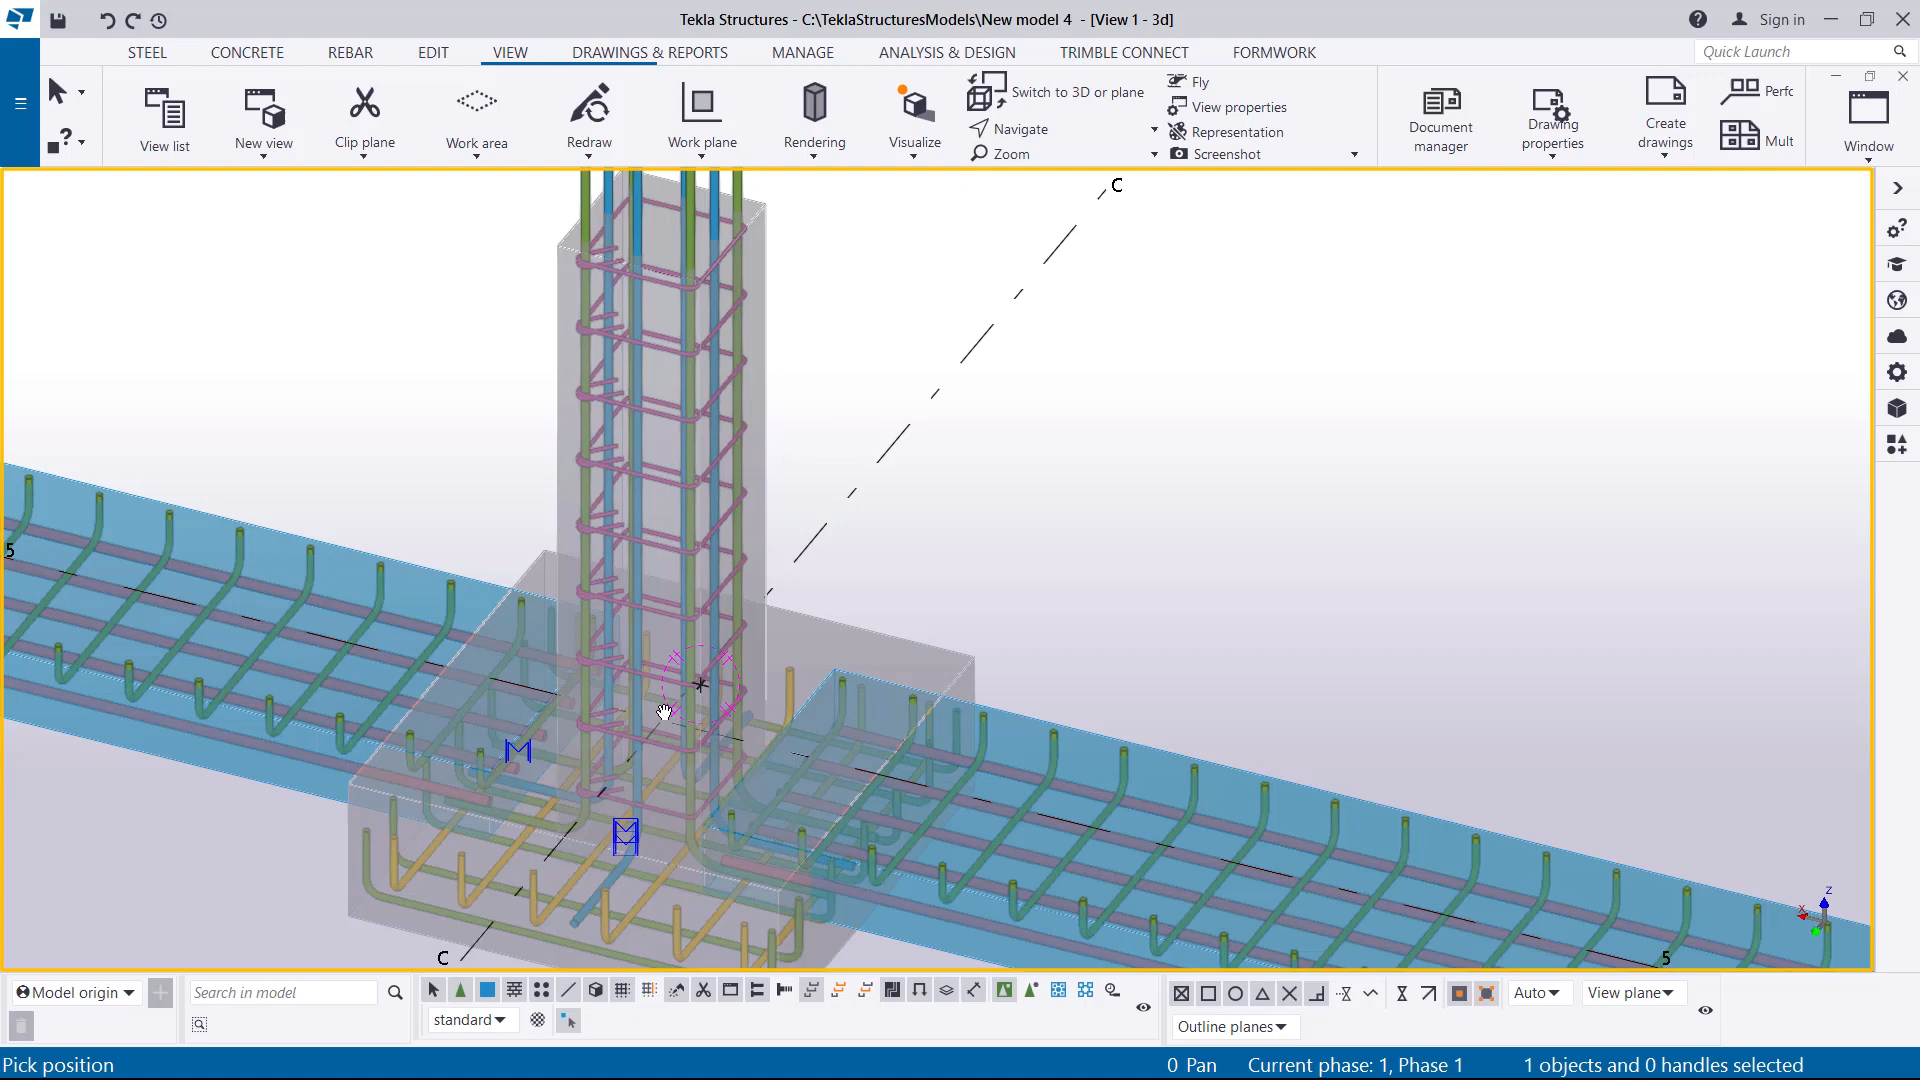 Tekla Structures - C:\TeklaStructuresModels\New model 4 - [View 1 - 3d]
Sign in
STEEL CONCRETE REBAR EDIT VIEW DRAWINGS & REPORTS MANAGE ANALYSIS & DESIGN TRIMBLE CONNECT FORMWORK
Quick Launch
View list
New view
Clip plane
Work area
Redraw
Work plane
Rendering
Visualize
Switch to 3D or plane
Navigate
Zoom
Fly
View properties
Representation
Screenshot
Document manager
Drawing properties
Create drawings
Perfc
Mult
Window
C
5
C
5
Z
X
Model origin
Search in model
standard
Auto
View plane
Outline planes
Pick position
0 Pan
Current phase: 1, Phase 1
1 objects and 0 handles selected